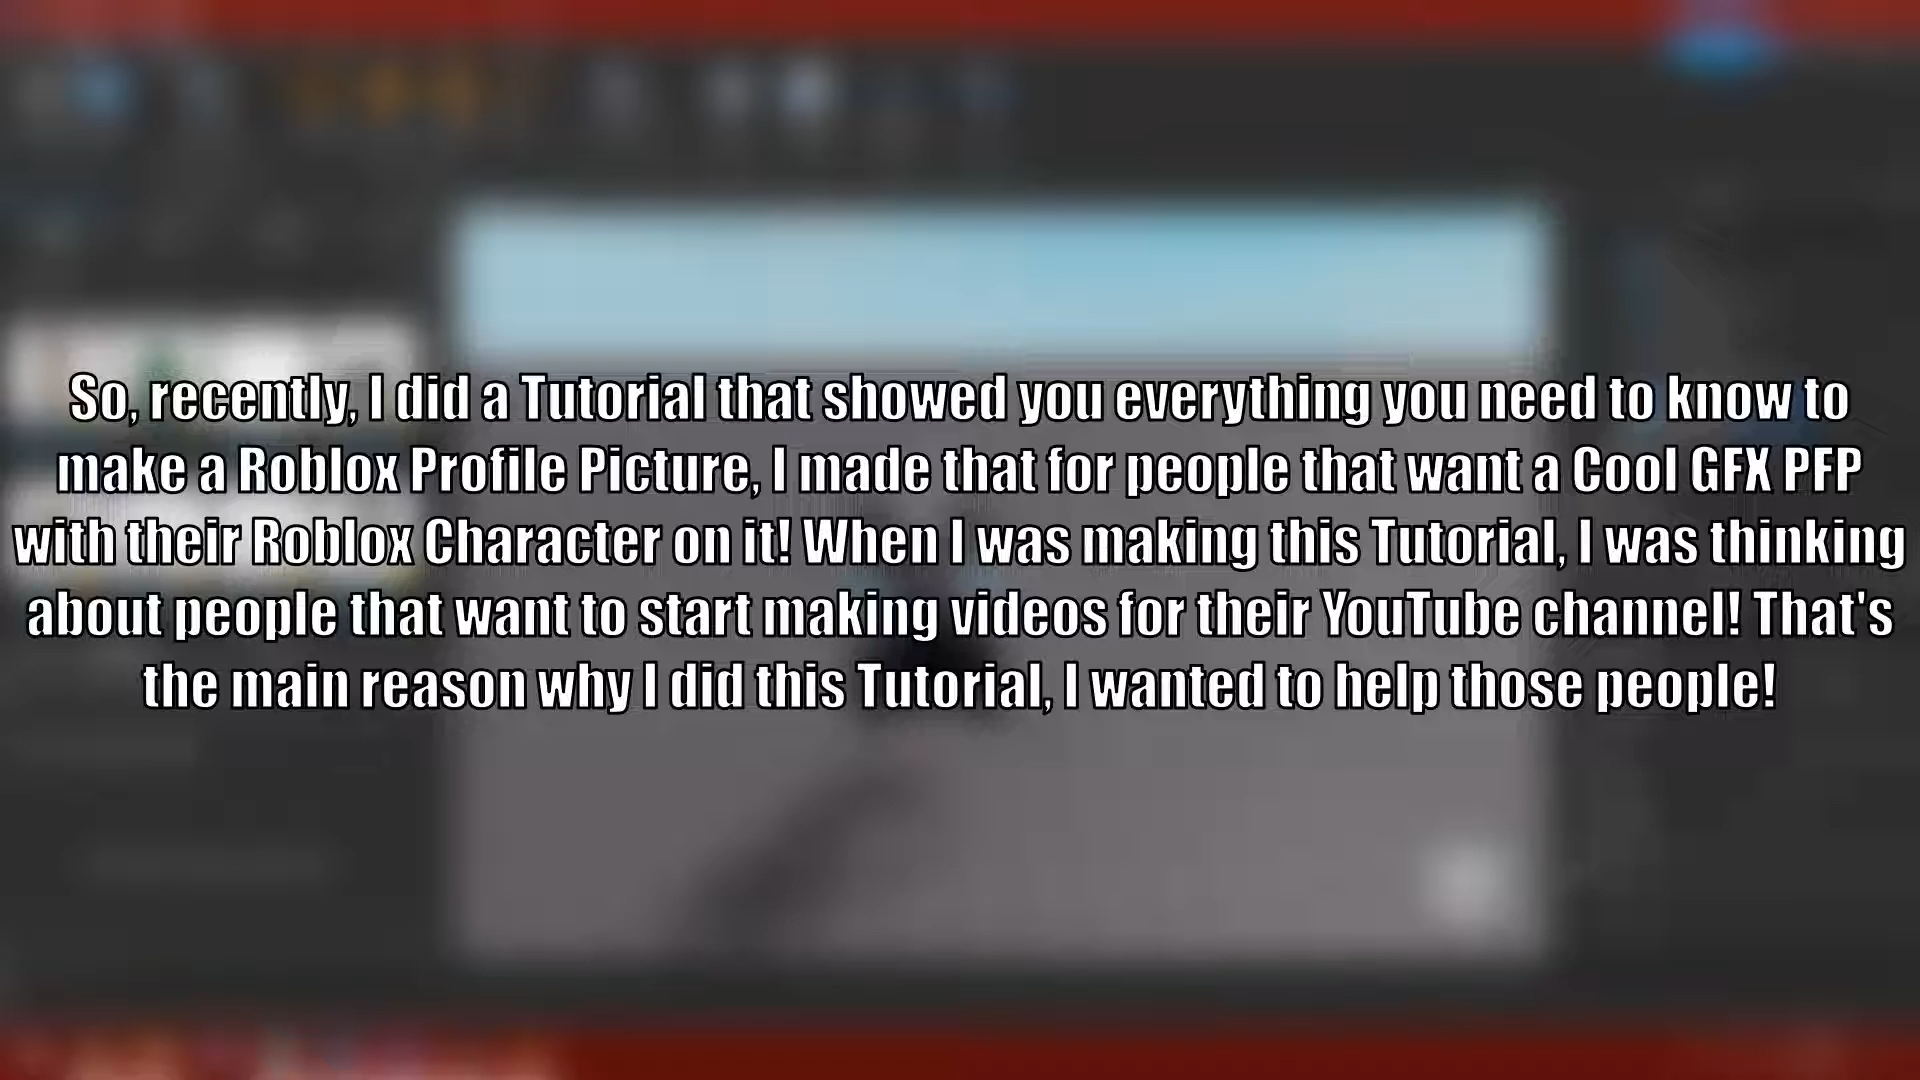 So, recently, I did a Tutorial that showed you everything you need to know to
make a Roblox Profile Picture, I made that for people that want a Cool GFX PFP
with their Roblox Character on it! When I was making this Tutorial, I was thinking
about people that want to start making videos for their YouTube channel! That's
the main reason why I did this Tutorial, I wanted to help those people!